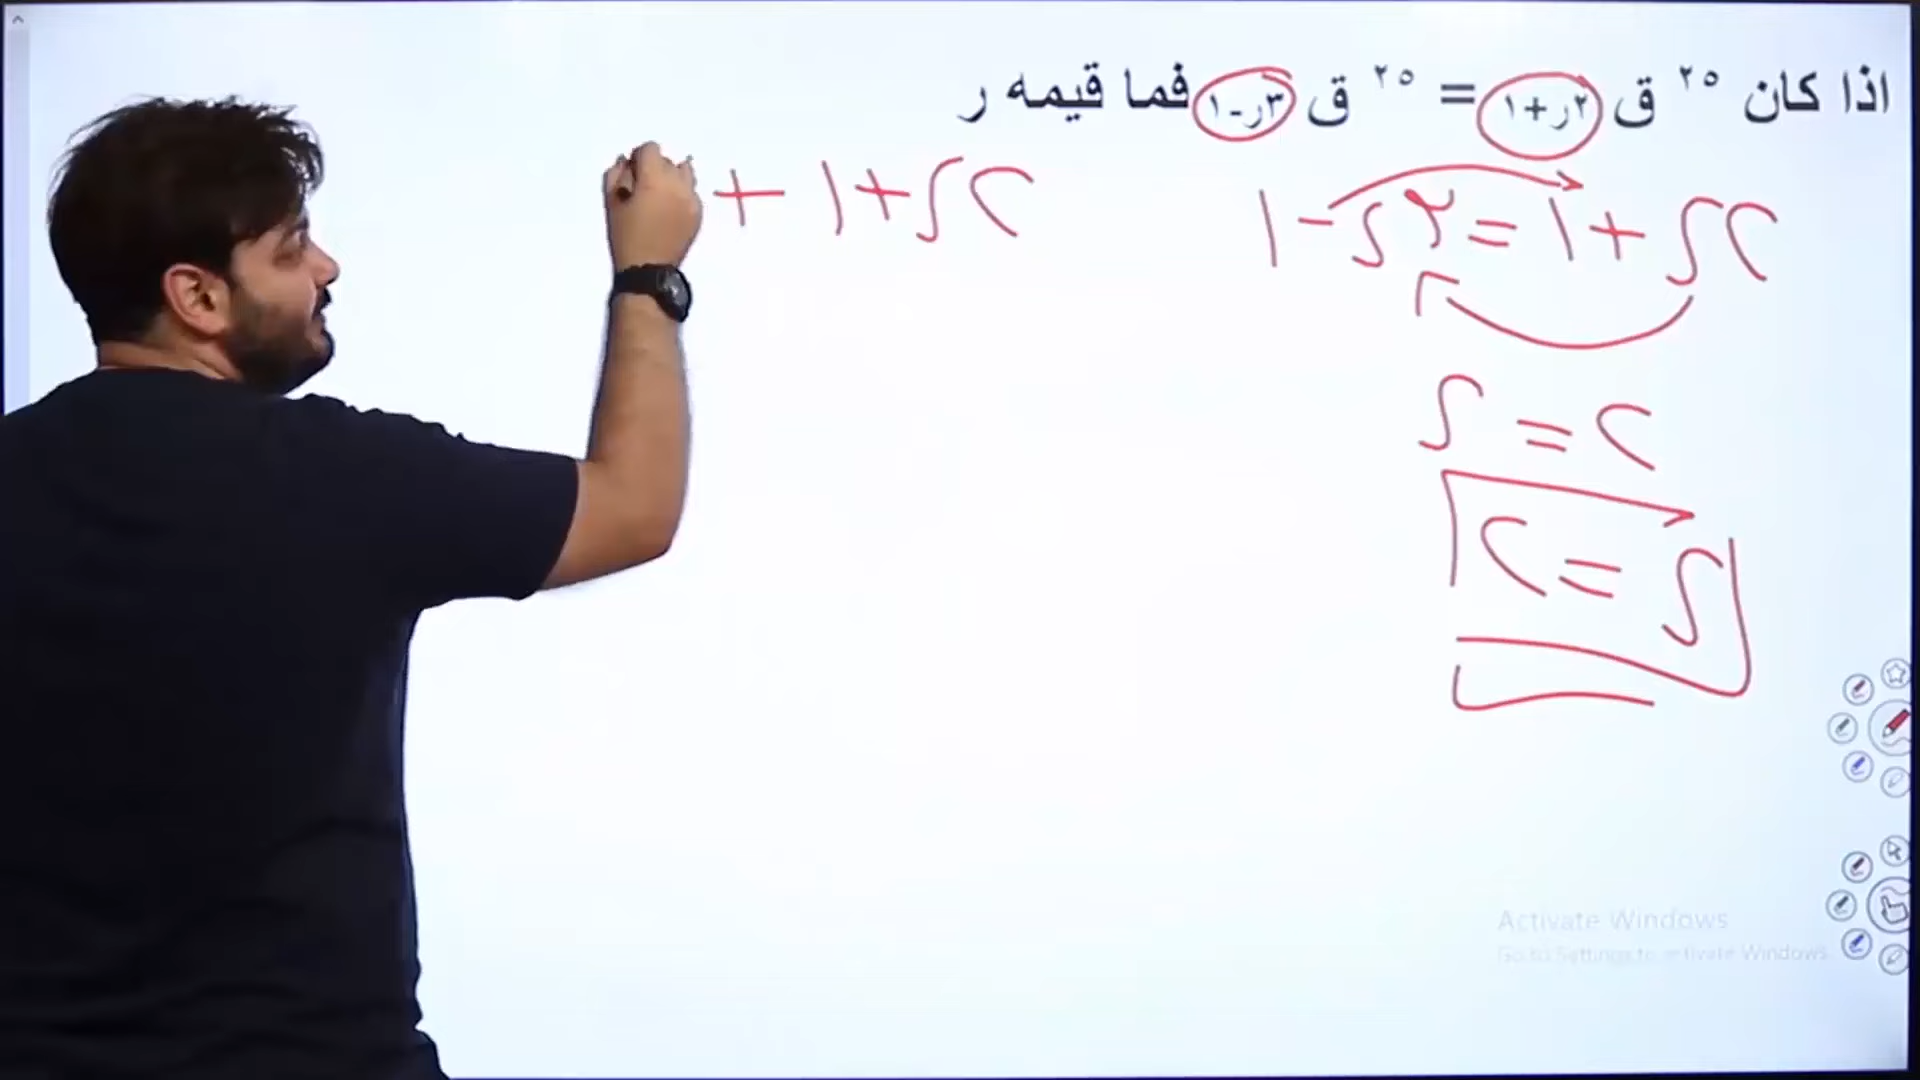 اذا كان ٢٥ ق ٢ر+١ = ٢٥ ق ٣ر-١ فما قيمه ر
٢ر + ١ = ٣ر - ١
٢ر + ١ +
٢ = ر
ر = ٢
Activate Windows
Go to Settings to activate Windows.